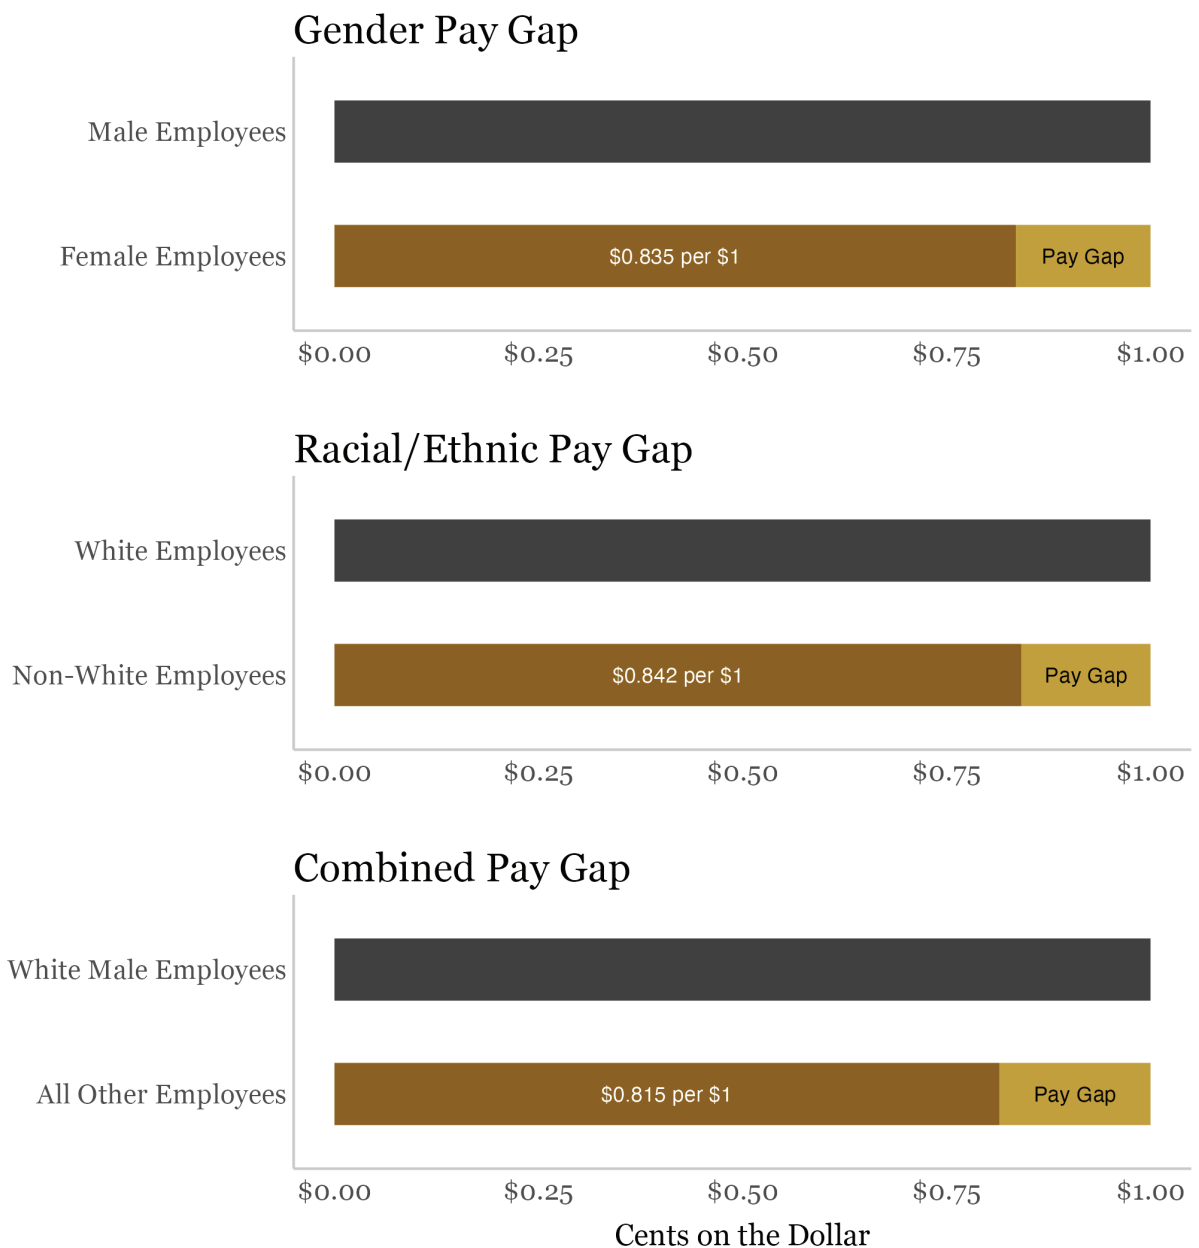 Gender Pay Gap
Male Employees
Female Employees
$0.835 per $1
Pay Gap
$0.00 $0.25 $0.50 $0.75 $1.00
Racial/Ethnic Pay Gap
White Employees
Non-White Employees
$0.842 per $1
Pay Gap
$0.00 $0.25 $0.50 $0.75 $1.00
Combined Pay Gap
White Male Employees
All Other Employees
$0.815 per $1
Pay Gap
$0.00 $0.25 $0.50 $0.75 $1.00
Cents on the Dollar